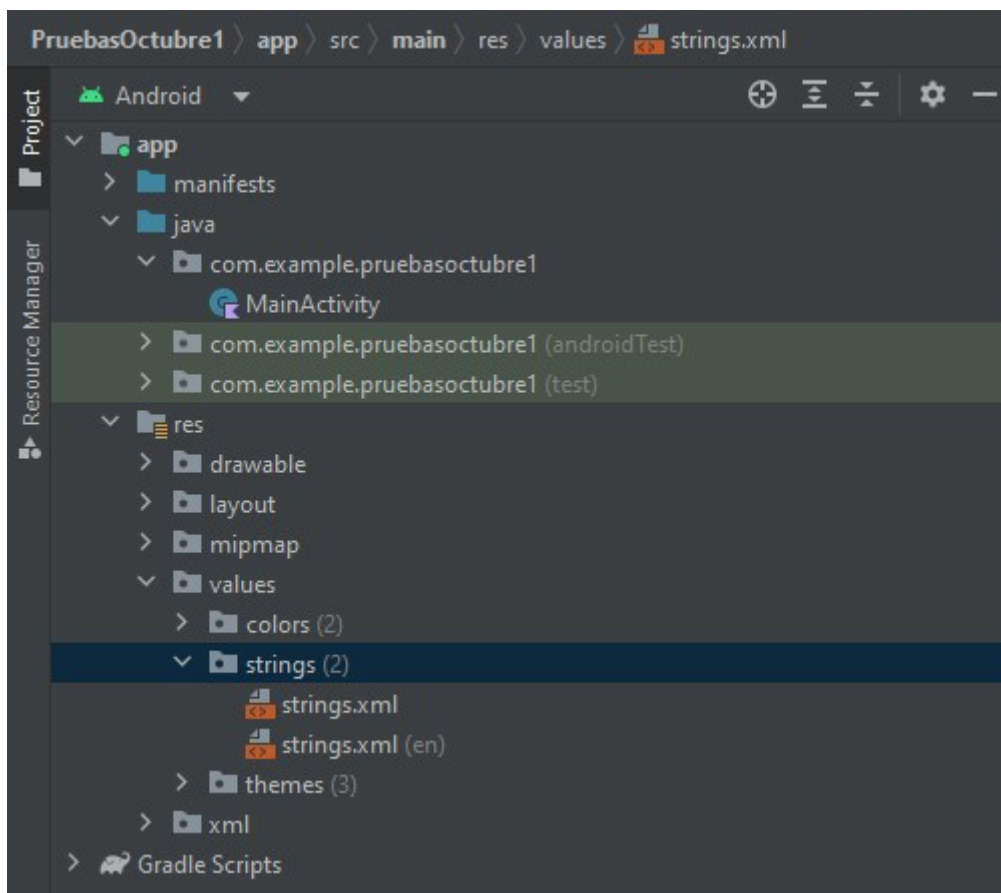 PruebasOctubre1 > app > src > main > res > values > strings.xml
Project
Resource Manager
Android
app
manifests
java
com.example.pruebasoctubre1
MainActivity
com.example.pruebasoctubre1 (androidTest)
com.example.pruebasoctubre1 (test)
res
drawable
layout
mipmap
values
colors (2)
strings (2)
strings.xml
strings.xml (en)
themes (3)
xml
Gradle Scripts